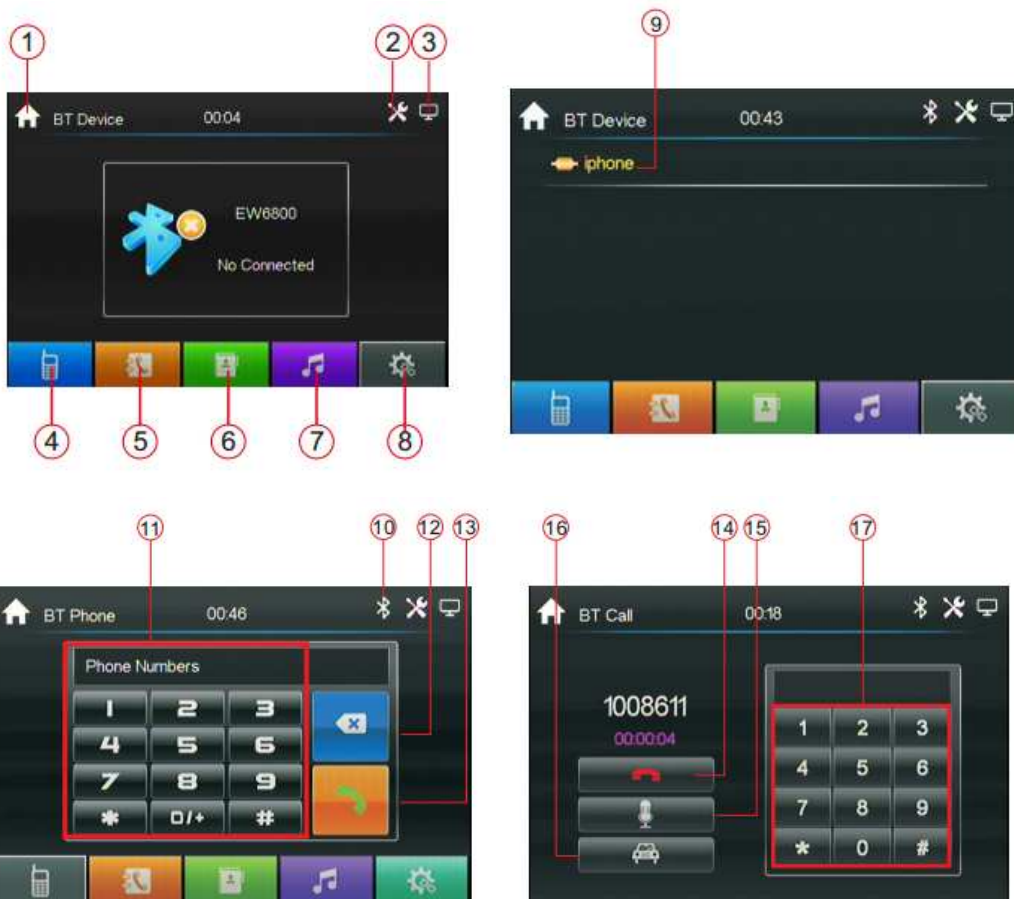 1
2
3
9
BT Device 00:04
EW6800
No Connected
4
5
6
7
8
BT Device 00:43
iphone
11
10
12
13
BT Phone 00:46
Phone Numbers
1 2 3
4 5 6
7 8 9
* 0/+ #
16
14
15
17
BT Call 00:18
1008611
00:00:04
1 2 3
4 5 6
7 8 9
* 0 #